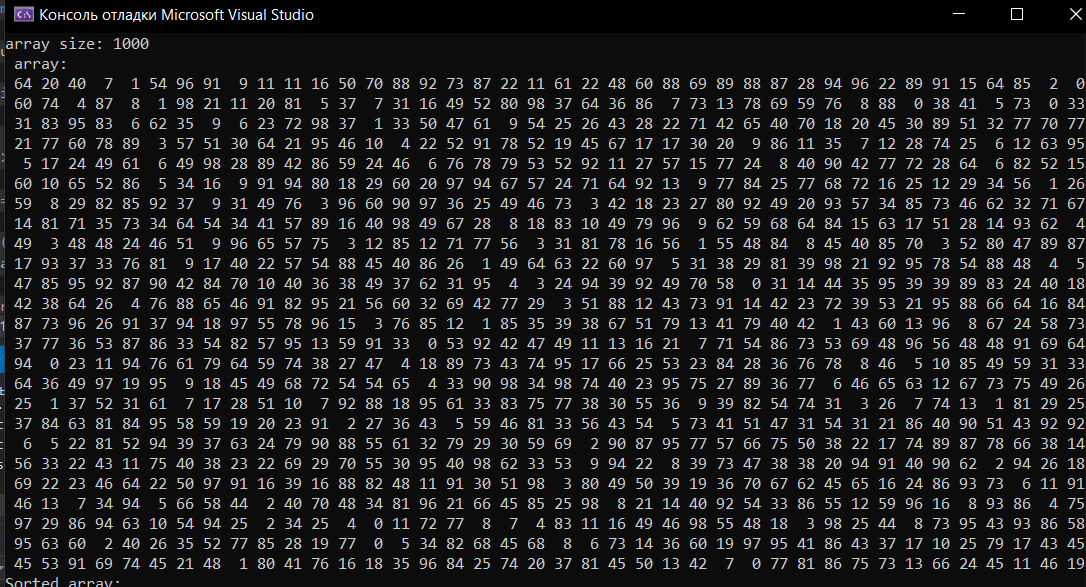 Консоль отладки Microsoft Visual Studio
array size: 1000
array:
64 20 40 7 1 54 96 91 9 11 11 16 50 70 88 92 73 87 22 11 61 22 48 60 88 69 89 88 87 28 94 96 22 89 91 15 64 85 2 0
60 74 4 87 8 1 98 21 11 20 81 5 37 7 31 16 49 52 80 98 37 64 36 86 7 73 13 78 69 59 76 8 88 0 38 41 5 73 0 33
31 83 95 83 6 62 35 9 6 23 72 98 37 1 33 50 47 61 9 54 25 26 43 28 22 71 42 65 40 70 18 20 45 30 89 51 32 77 70 77
21 77 60 78 89 3 57 51 30 64 21 95 46 10 4 22 52 91 78 52 19 45 67 17 17 30 20 9 86 11 35 7 12 28 74 25 6 12 63 95
5 17 24 49 61 6 49 98 28 89 42 86 59 24 46 6 76 78 79 53 52 92 11 27 57 15 77 24 8 40 90 42 77 72 28 64 6 82 52 15
60 10 65 52 86 5 34 16 9 91 94 80 18 29 60 20 97 94 67 57 24 71 64 92 13 9 77 84 25 77 68 72 16 25 12 29 34 56 1 26
59 8 29 82 85 92 37 9 31 49 76 3 96 60 90 97 36 25 49 46 73 3 42 18 23 27 80 92 49 20 93 57 34 85 73 46 62 32 71 67
14 81 71 35 73 34 64 54 34 41 57 89 16 40 98 49 67 28 8 18 83 10 49 79 96 9 62 59 68 64 84 15 63 17 51 28 14 93 62 4
49 3 48 48 24 46 51 9 96 65 57 75 3 12 85 12 71 77 56 3 31 81 78 16 56 1 55 48 84 8 45 40 85 70 3 52 80 47 89 87
17 93 37 33 76 81 9 17 40 22 57 54 88 45 40 86 26 1 49 64 63 22 60 97 5 31 38 29 81 39 98 21 92 95 78 54 88 48 4 5
47 85 95 92 87 90 42 84 70 10 40 36 38 49 37 62 31 95 4 3 24 94 39 92 49 70 58 0 31 14 44 35 95 39 39 89 83 24 40 18
42 38 64 26 4 76 88 65 46 91 82 95 21 56 60 32 69 42 77 29 3 51 88 12 43 73 91 14 42 23 72 39 53 21 95 88 66 64 16 84
87 73 96 26 91 37 94 18 97 55 78 96 15 3 76 85 12 1 85 35 39 38 67 51 79 13 41 79 40 42 1 43 60 13 96 8 67 24 58 73
37 77 36 53 87 86 33 54 82 57 95 13 59 91 33 0 53 92 42 47 49 11 13 16 21 7 71 54 86 73 53 69 48 96 56 48 48 91 69 64
94 0 23 11 94 76 61 79 64 59 74 38 27 47 4 18 89 73 43 74 95 17 66 25 53 23 84 28 36 76 78 8 46 5 10 85 49 59 31 33
64 36 49 97 19 95 9 18 45 49 68 72 54 54 65 4 33 90 98 34 98 74 40 23 95 75 27 89 36 77 6 46 65 63 12 67 73 75 49 26
25 1 37 52 31 61 7 17 28 51 10 7 92 88 18 95 61 33 83 75 77 38 30 55 36 9 39 82 54 74 31 3 26 7 74 13 1 81 29 25
37 84 63 81 84 95 58 59 19 20 23 91 2 27 36 43 5 59 46 81 33 56 43 54 5 73 41 51 47 31 54 31 21 86 40 90 51 43 92 92
6 5 22 81 52 94 39 37 63 24 79 90 88 55 61 32 79 29 30 59 69 2 90 87 95 77 57 66 75 50 38 22 17 74 89 87 78 66 38 14
56 33 22 43 11 75 40 38 23 22 69 29 70 55 30 95 40 98 62 33 53 9 94 22 8 39 73 47 38 38 20 94 91 40 90 62 2 94 26 18
69 22 23 46 64 22 50 97 91 16 39 16 88 82 48 11 91 30 51 98 3 80 49 50 39 19 36 70 67 62 45 65 16 24 86 93 73 6 11 91
46 13 7 34 94 5 66 58 44 2 40 70 48 34 81 96 21 66 45 85 25 98 8 21 14 40 92 54 33 86 55 12 59 96 16 8 93 86 4 75
97 29 86 94 63 10 54 94 25 2 34 25 4 0 11 72 77 8 7 4 83 11 16 49 46 98 55 48 18 3 98 25 44 8 73 95 43 93 86 58
95 63 60 2 40 26 35 52 77 85 28 19 77 0 5 34 82 68 45 68 8 6 73 14 36 60 19 97 95 41 86 43 37 17 10 25 79 17 43 45
45 53 91 69 74 45 21 48 1 80 41 76 16 18 35 96 84 25 74 20 37 81 45 50 13 42 7 0 77 81 86 75 73 13 66 24 45 11 46 19
Sorted array: